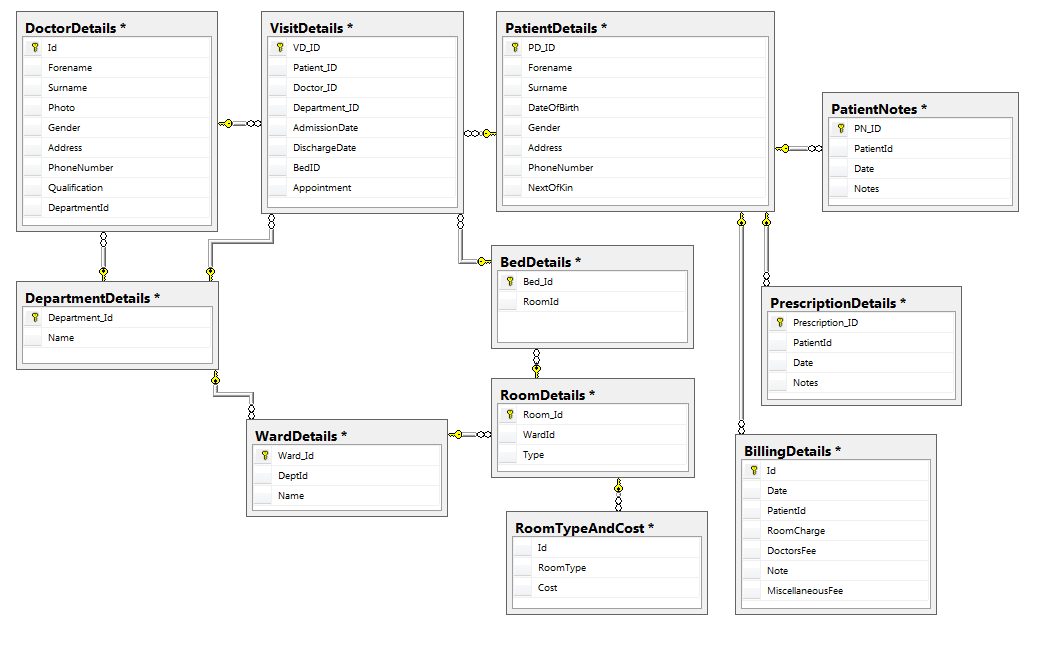 DoctorDetails *
Id
Forename
Surname
Photo
Gender
Address
PhoneNumber
Qualification
DepartmentId
VisitDetails *
VD_ID
Patient_ID
Doctor_ID
Department_ID
AdmissionDate
DischargeDate
BedID
Appointment
PatientDetails *
PD_ID
Forename
Surname
DateOfBirth
Gender
Address
PhoneNumber
NextOfKin
PatientNotes *
PN_ID
PatientId
Date
Notes
DepartmentDetails *
Department_Id
Name
BedDetails *
Bed_Id
RoomId
PrescriptionDetails *
Prescription_ID
PatientId
Date
Notes
WardDetails *
Ward_Id
DeptId
Name
RoomDetails *
Room_Id
WardId
Type
BillingDetails *
Id
Date
PatientId
RoomCharge
DoctorsFee
Note
MiscellaneousFee
RoomTypeAndCost *
Id
RoomType
Cost